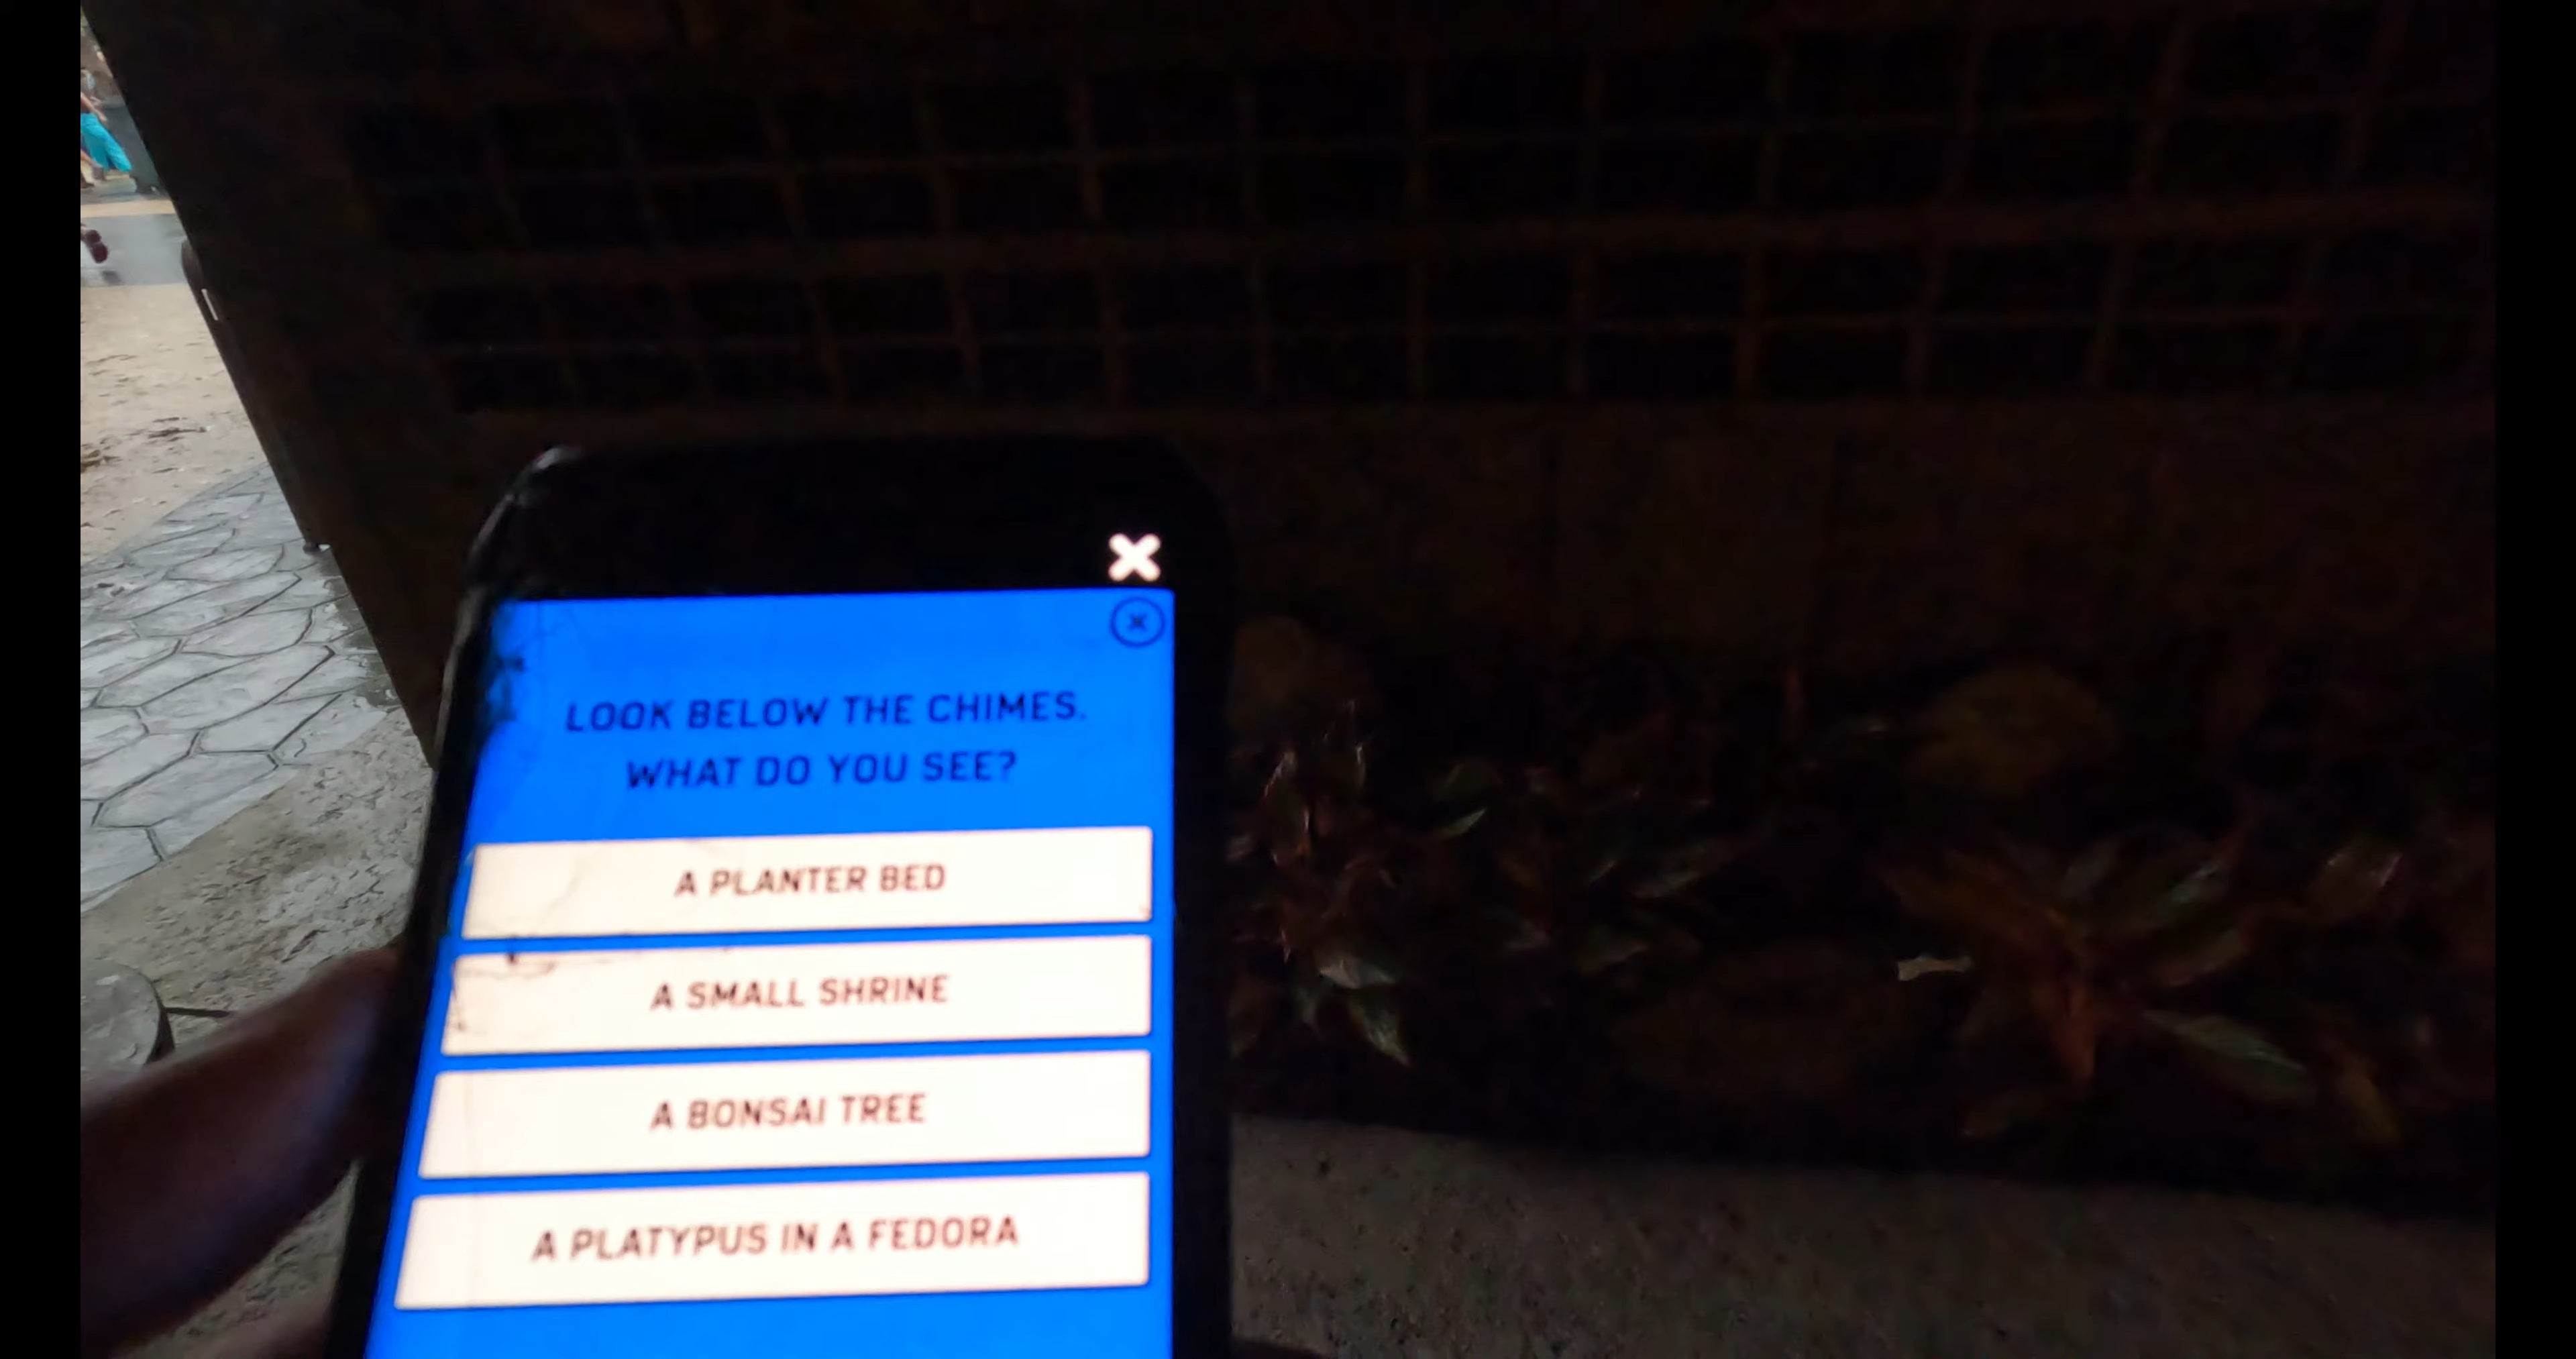 LOOK BELOW THE CHIMES.
WHAT DO YOU SEE?
A PLANTER BED
A SMALL SHRINE
A BONSAI TREE
A PLATYPUS IN A FEDORA